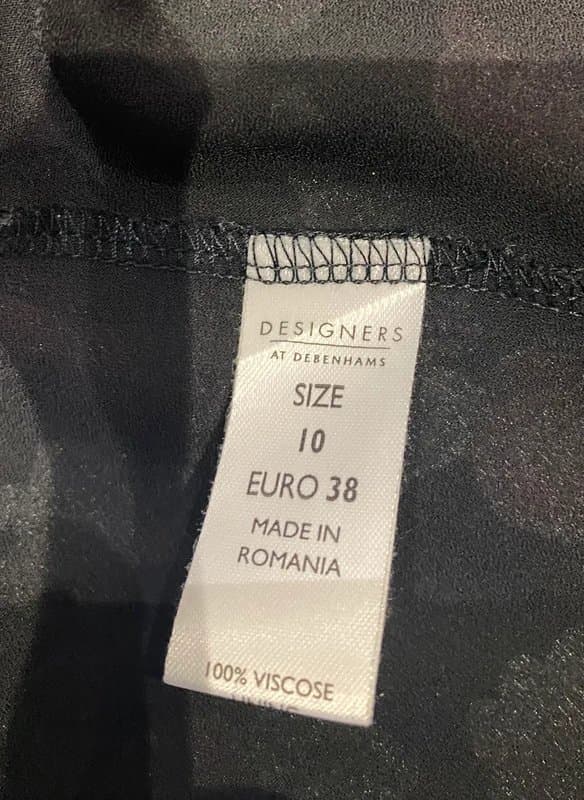 DESIGNERS
AT DEBENHAMS
SIZE
10
EURO 38
MADE IN
ROMANIA
100% VISCOSE